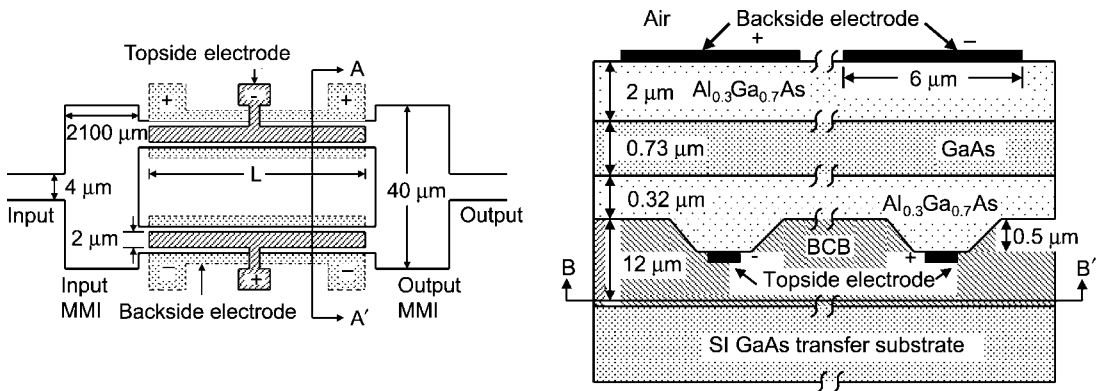 Topside electrode
A
+
-
+
2100 µm
L
4 µm
40 µm
Input
Output
2 µm
−
+
−
Input
MMI
Output
MMI
Backside electrode
A′
Air
Backside electrode
+
−
6 µm
2 µm
Al0.3Ga0.7As
0.73 µm
GaAs
0.32 µm
Al0.3Ga0.7As
BCB
0.5 µm
12 µm
-
+
B
Topside electrode
B′
SI GaAs transfer substrate